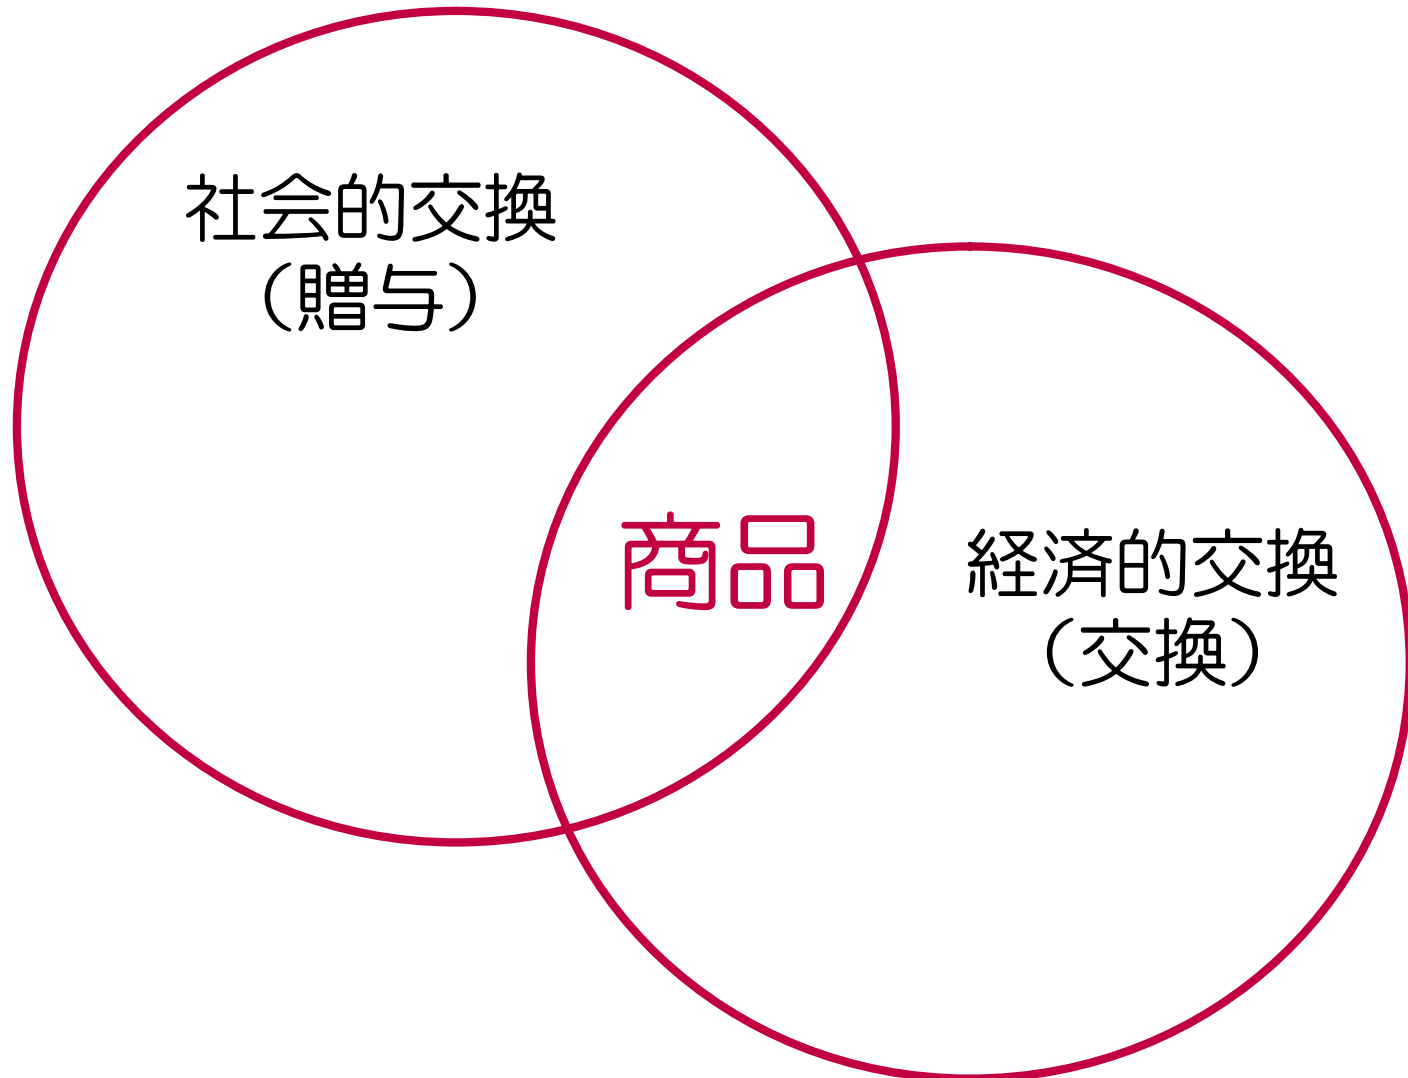 社会的交換
（贈与）
商品
経済的交換
（交換）